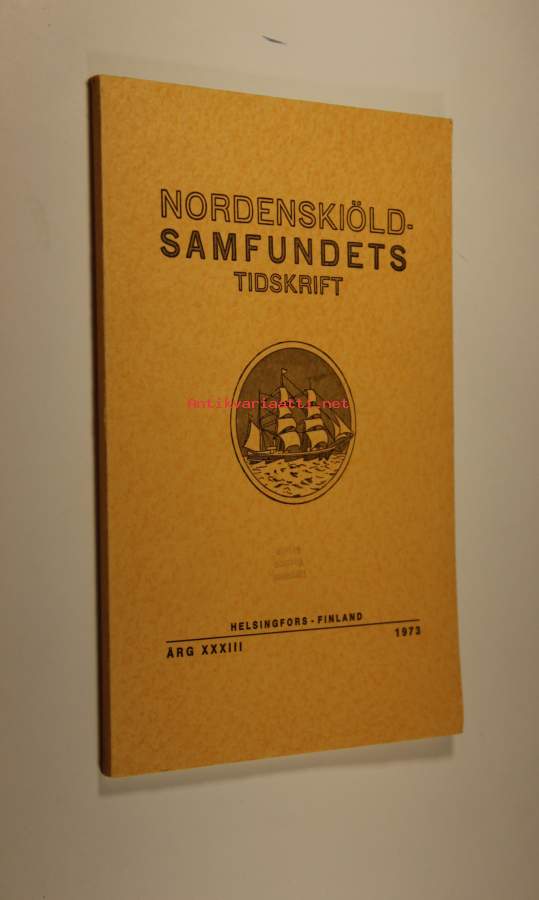 NORDENSKIÖLD-
SAMFUNDETS
TIDSKRIFT
Antikvariaatti.net
HELSINGFORS - FINLAND
ÅRG XXXIII 1973